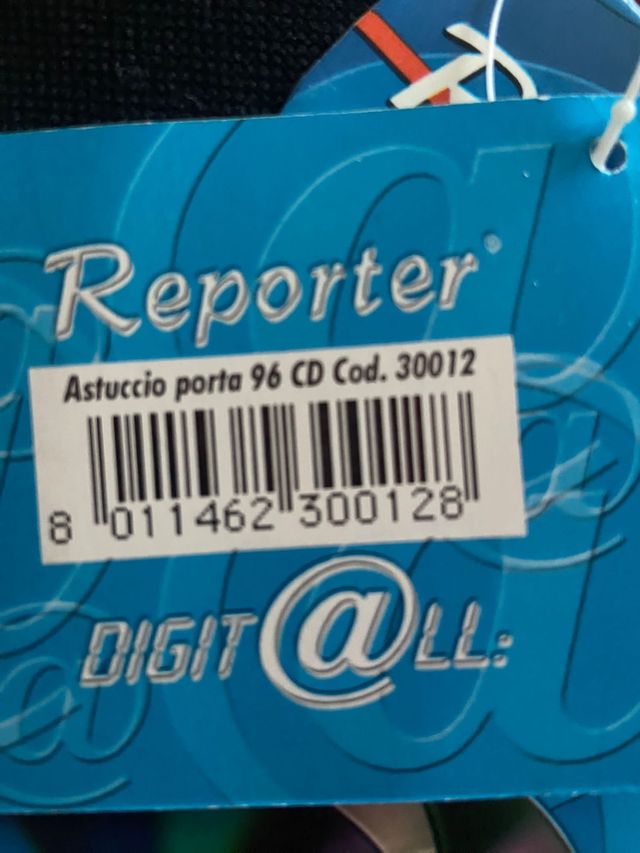 Reporter®
Astuccio porta 96 CD Cod. 30012
8 011462 300128
DIGIT@LL: